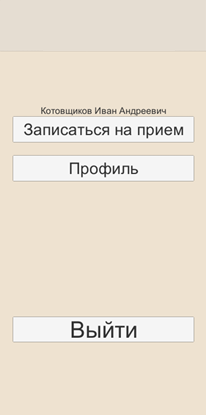 Котовщиков Иван Андреевич
Записаться на прием
Профиль
Выйти